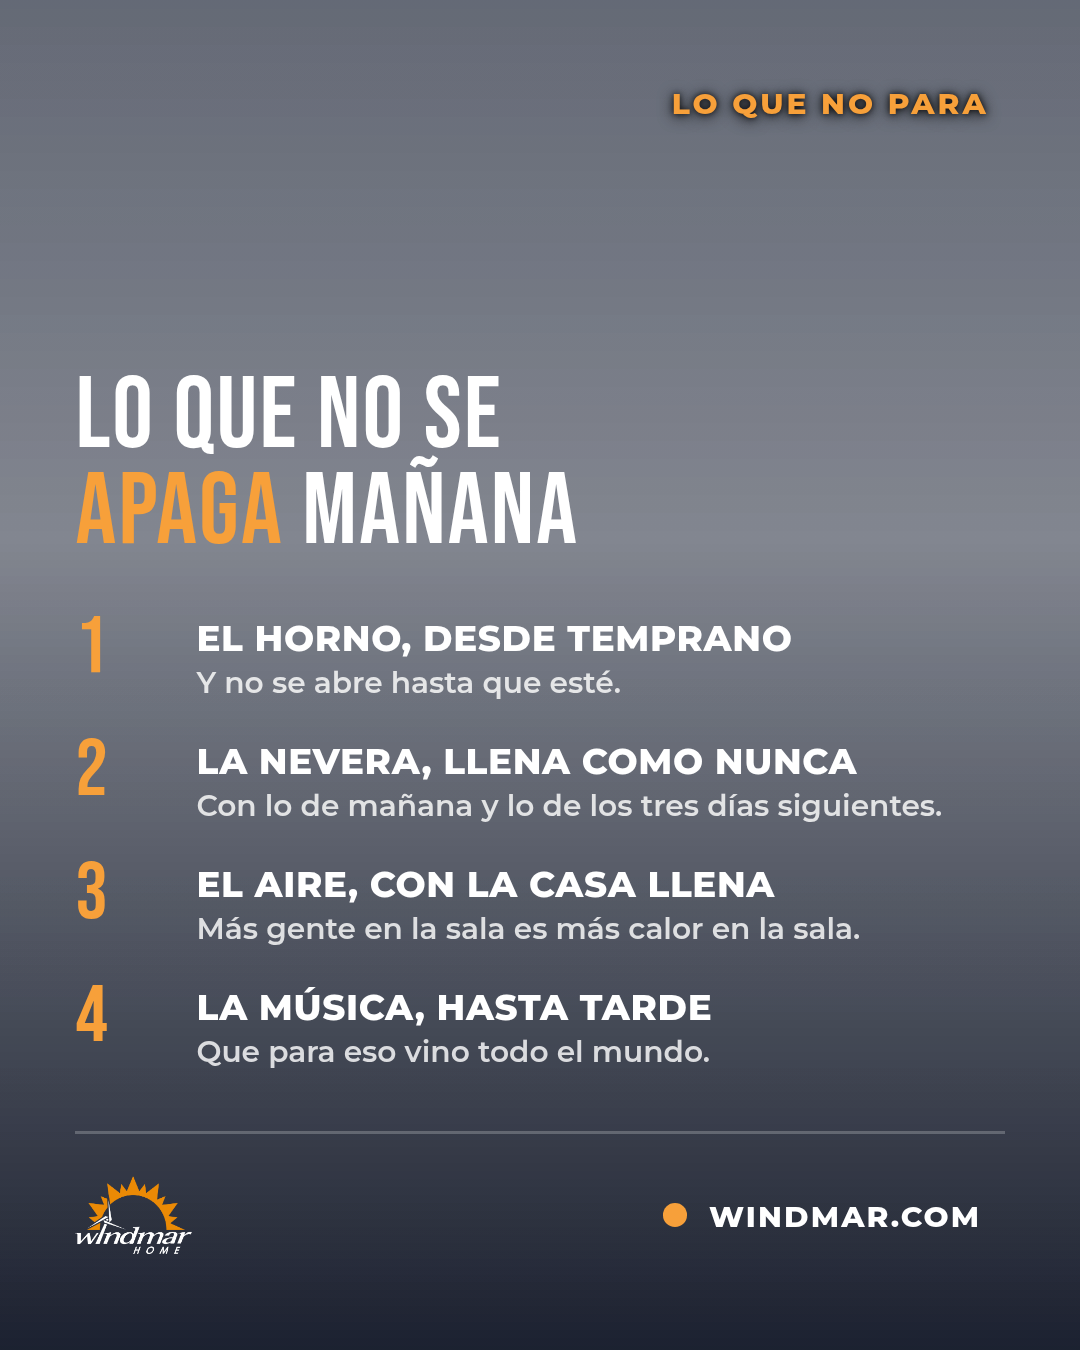 LO QUE NO PARA
LO QUE NO SE
APAGA MAÑANA
1
EL HORNO, DESDE TEMPRANO
Y no se abre hasta que esté.
2
LA NEVERA, LLENA COMO NUNCA
Con lo de mañana y lo de los tres días siguientes.
3
EL AIRE, CON LA CASA LLENA
Más gente en la sala es más calor en la sala.
4
LA MÚSICA, HASTA TARDE
Que para eso vino todo el mundo.
windmar
HOME
WINDMAR.COM